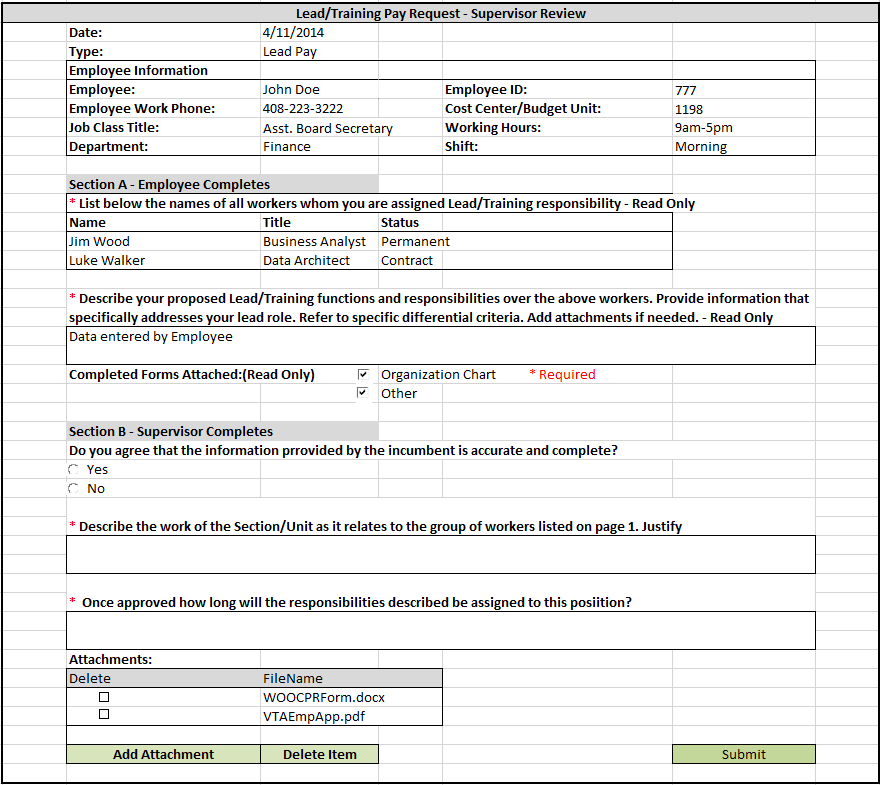 Lead/Training Pay Request - Supervisor Review
Date: 4/11/2014
Type: Lead Pay
Employee Information
Employee: John Doe Employee ID: 777
Employee Work Phone: 408-223-3222 Cost Center/Budget Unit: 1198
Job Class Title: Asst. Board Secretary Working Hours: 9am-5pm
Department: Finance Shift: Morning
Section A - Employee Completes
* List below the names of all workers whom you are assigned Lead/Training responsibility - Read Only
Name Title Status
Jim Wood Business Analyst Permanent
Luke Walker Data Architect Contract
* Describe your proposed Lead/Training functions and responsibilities over the above workers. Provide information that
specifically addresses your lead role. Refer to specific differential criteria. Add attachments if needed. - Read Only
Data entered by Employee
Completed Forms Attached:(Read Only) Organization Chart * Required
Other
Section B - Supervisor Completes
Do you agree that the information prrovided by the incumbent is accurate and complete?
Yes
No
* Describe the work of the Section/Unit as it relates to the group of workers listed on page 1. Justify
* Once approved how long will the responsibilities described be assigned to this posiition?
Attachments:
Delete FileName
WOOCPRForm.docx
VTAEmpApp.pdf
Add Attachment Delete Item Submit